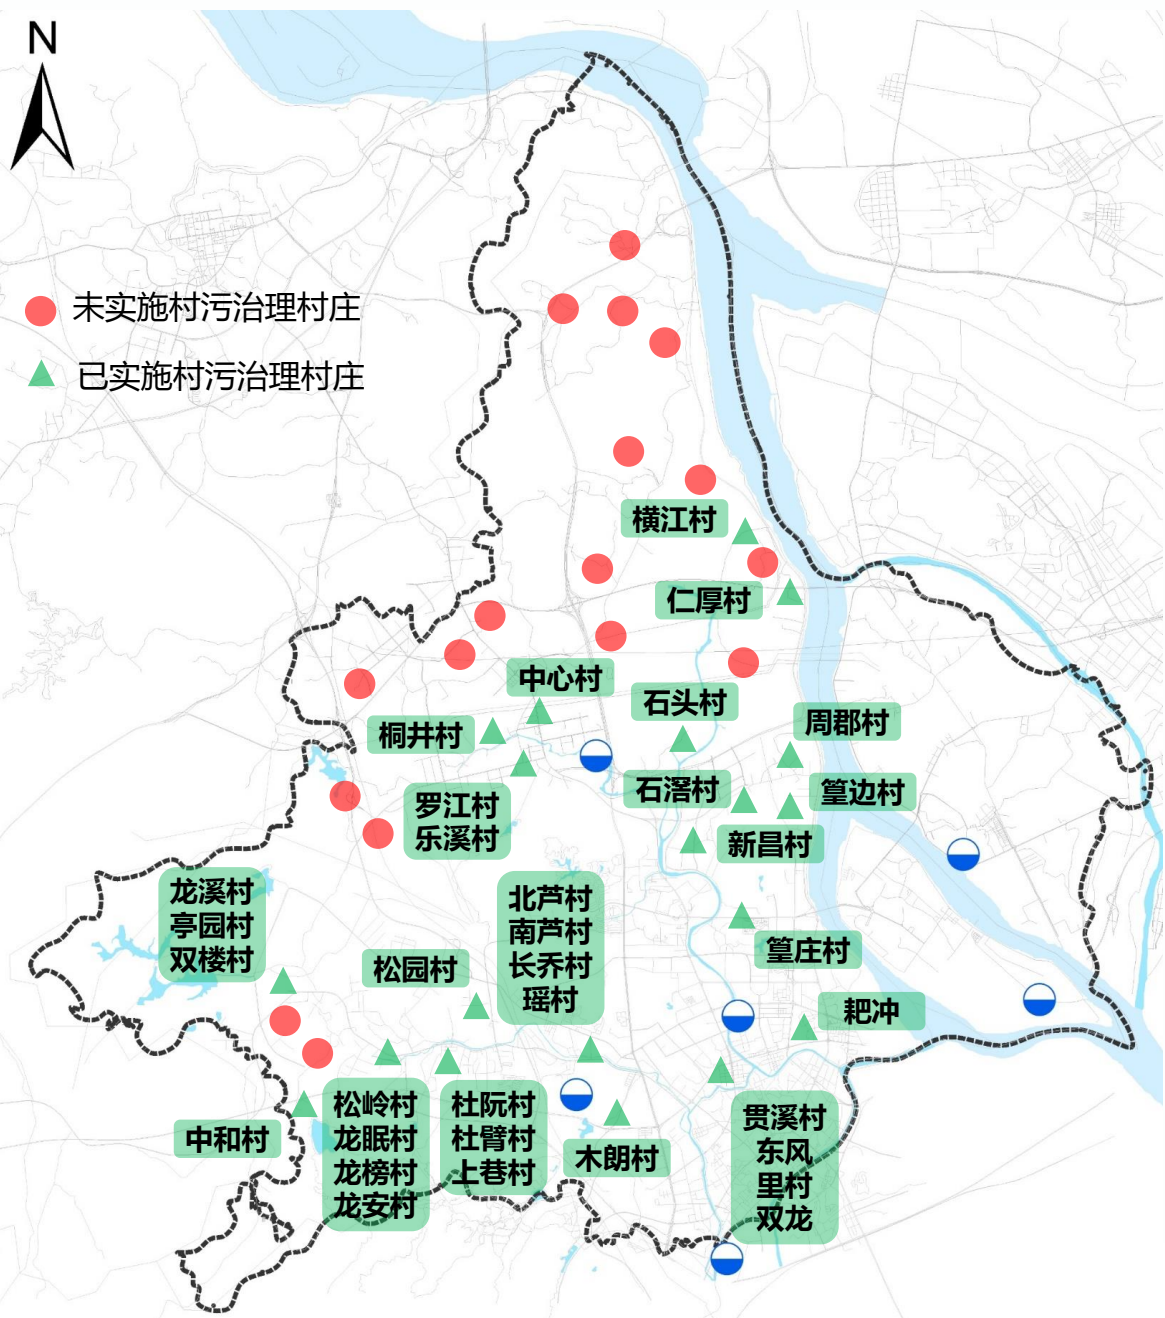 N
未实施村污治理村庄
已实施村污治理村庄
横江村
仁厚村
中心村
石头村
桐井村
周郡村
石滘村
篁边村
罗江村
乐溪村
新昌村
龙溪村
亭园村
双楼村
北芦村
南芦村
长乔村
瑶村
松园村
篁庄村
耙冲
松岭村
龙眠村
龙榜村
龙安村
杜阮村
杜臂村
上巷村
贯溪村
东风
里村
双龙
中和村
木朗村